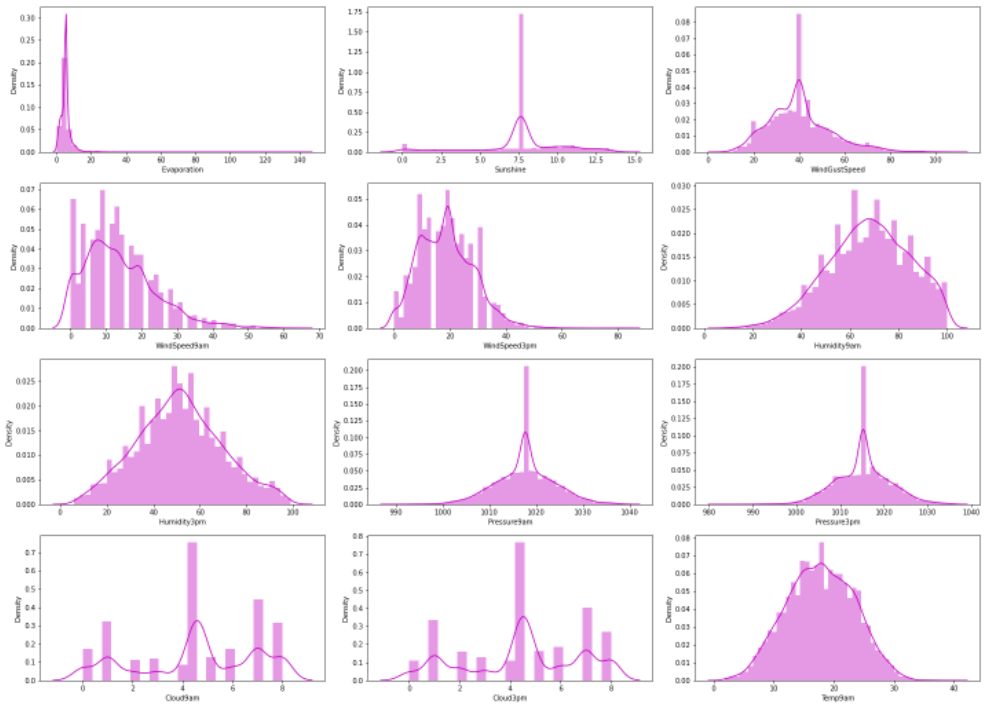 0.30
0.25
0.20
0.15
0.10
0.05
0.00
Density
0 20 40 60 80 100 120 140
Evaporation
1.75
1.50
1.25
1.00
0.75
0.50
0.25
0.00
Density
0.0 2.5 5.0 7.5 10.0 12.5 15.0
Sunshine
0.08
0.07
0.06
0.05
0.04
0.03
0.02
0.01
0.00
Density
0 20 40 60 80 100
WindGustSpeed
0.07
0.06
0.05
0.04
0.03
0.02
0.01
0.00
Density
0 10 20 30 40 50 60 70
WindSpeed9am
0.05
0.04
0.03
0.02
0.01
0.00
Density
0 20 40 60 80
WindSpeed3pm
0.030
0.025
0.020
0.015
0.010
0.005
0.000
Density
0 20 40 60 80 100
Humidity9am
0.025
0.020
0.015
0.010
0.005
0.000
Density
0 20 40 60 80 100
Humidity3pm
0.200
0.175
0.150
0.125
0.100
0.075
0.050
0.025
0.000
Density
990 1000 1010 1020 1030 1040
Pressure9am
0.200
0.175
0.150
0.125
0.100
0.075
0.050
0.025
0.000
Density
980 990 1000 1010 1020 1030 1040
Pressure3pm
0.7
0.6
0.5
0.4
0.3
0.2
0.1
0.0
Density
0 2 4 6 8
Cloud9am
0.8
0.7
0.6
0.5
0.4
0.3
0.2
0.1
0.0
Density
0 2 4 6 8
Cloud3pm
0.08
0.07
0.06
0.05
0.04
0.03
0.02
0.01
0.00
Density
0 10 20 30 40
Temp9am